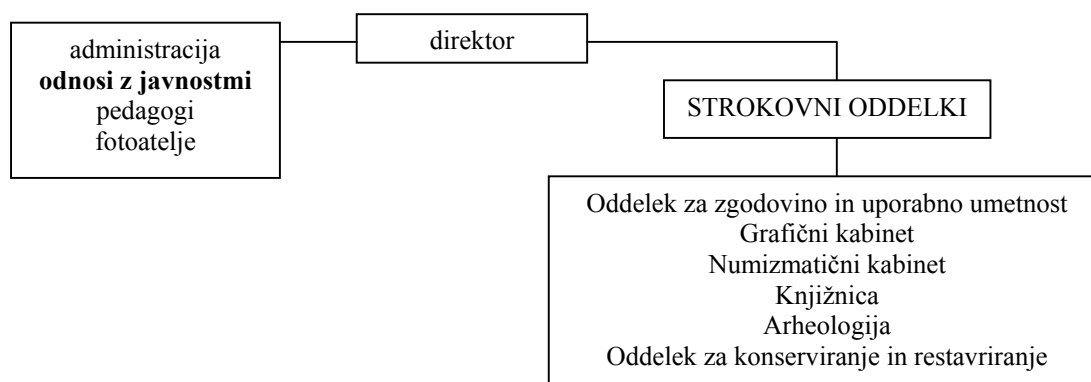 administracija
odnosi z javnostmi
pedagogi
fotoatelje
direktor
STROKOVNI ODDELKI
Oddelek za zgodovino in uporabno umetnost
Grafični kabinet
Numizmatični kabinet
Knjižnica
Arheologija
Oddelek za konserviranje in restavriranje